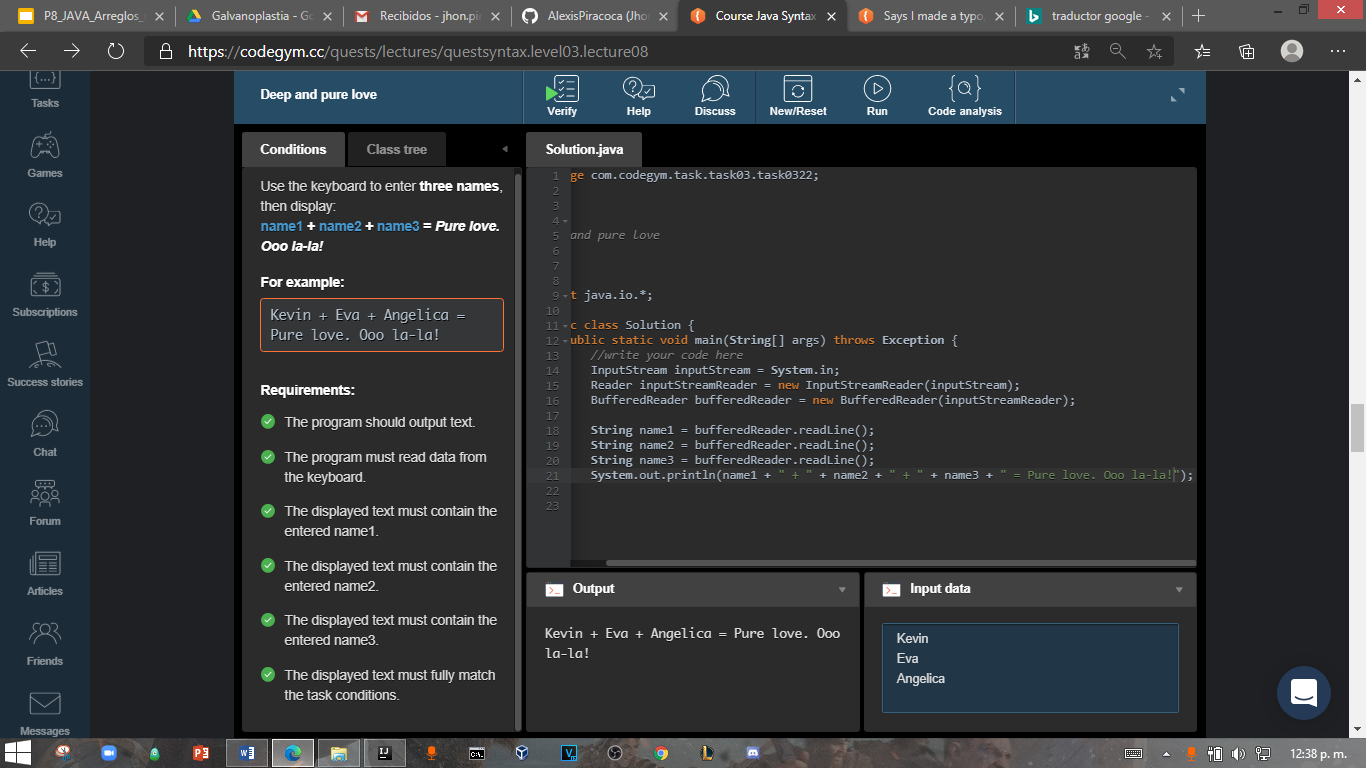 P8_JAVA_Arreglos_
Galvanoplastia - Go
Recibidos - jhon.pi
AlexisPiracoca (Jho
Course Java Syntax
Says I made a typo,
traductor google -
https://codegym.cc/quests/lectures/questsyntax.level03.lecture08
Tasks
Games
Help
Subscriptions
Success stories
Chat
Forum
Articles
Friends
Messages
Deep and pure love
Verify
Help
Discuss
New/Reset
Run
Code analysis
Conditions
Class tree
Use the keyboard to enter three names,
then display:
name1 + name2 + name3 = Pure love.
Ooo la-la!
For example:
Kevin + Eva + Angelica =
Pure love. Ooo la-la!
Requirements:
The program should output text.
The program must read data from
the keyboard.
The displayed text must contain the
entered name1.
The displayed text must contain the
entered name2.
The displayed text must contain the
entered name3.
The displayed text must fully match
the task conditions.
Solution.java
1 ge com.codegym.task.task03.task0322;
2
3
4
5 and pure love
6
7
8
9 t java.io.*;
10
11 c class Solution {
12 ublic static void main(String[] args) throws Exception {
13 //write your code here
14 InputStream inputStream = System.in;
15 Reader inputStreamReader = new InputStreamReader(inputStream);
16 BufferedReader bufferedReader = new BufferedReader(inputStreamReader);
17
18 String name1 = bufferedReader.readLine();
19 String name2 = bufferedReader.readLine();
20 String name3 = bufferedReader.readLine();
21 System.out.println(name1 + " + " + name2 + " + " + name3 + " = Pure love. Ooo la-la!");
22
23
Output
Kevin + Eva + Angelica = Pure love. Ooo
la-la!
Input data
Kevin
Eva
Angelica
12:38 p. m.